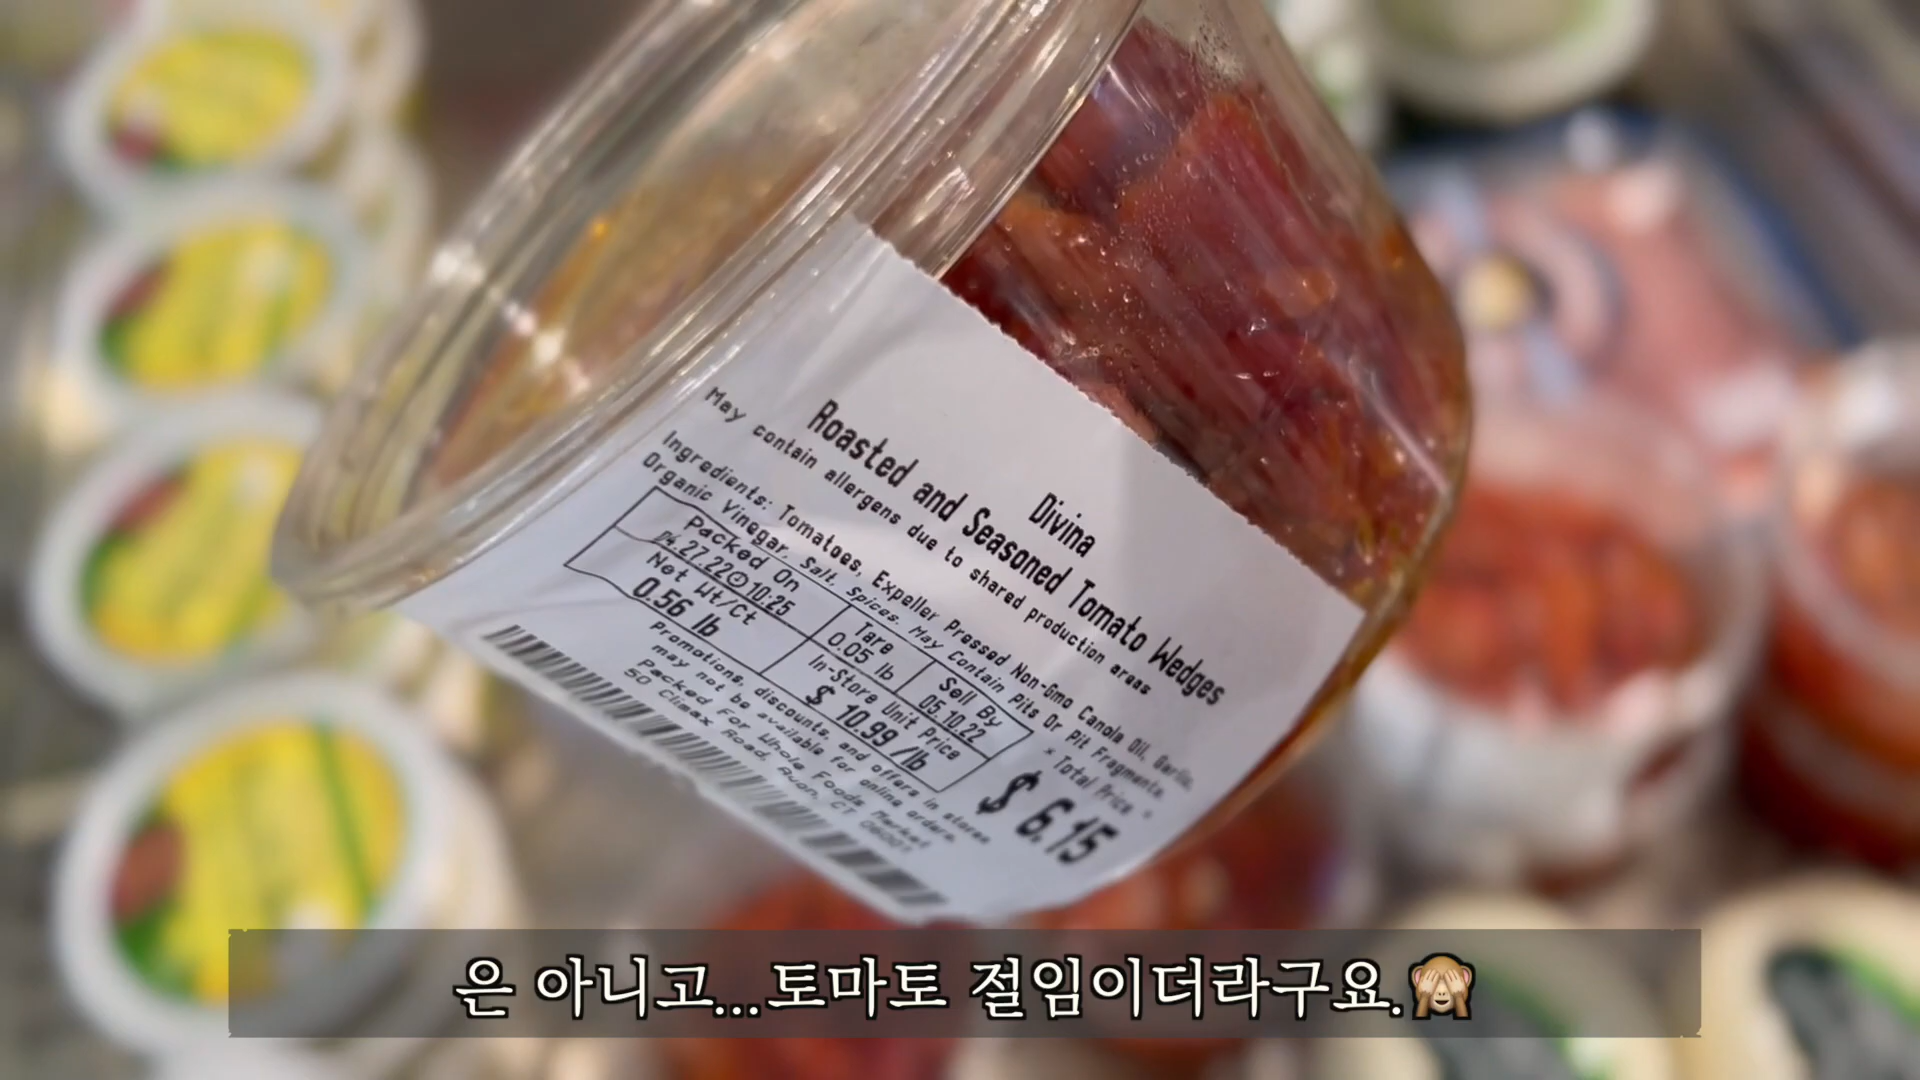 Divina
Roasted and Seasoned Tomato Wedges
May contain allergens due to shared production areas
Ingredients: Tomatoes, Expeller Pressed Non-Gmo Canola Oil, Garlic,
Organic Vinegar, Salt, Spices. May Contain Pits Or Pit Fragments.
Packed On
04.27.22 10:25
Tare
0.05 lb
Sell By
05.10.22
Net Wt/Ct
0.56 lb
In-Store Unit Price
$ 10.99 /lb
Total Price
$ 6.15
Promotions, discounts, and offers in stores
may not be available for online orders.
Packed For Whole Foods Market
50 Climax Road, Avon, CT 06001
은 아니고...토마토 절임이더라구요.🙈